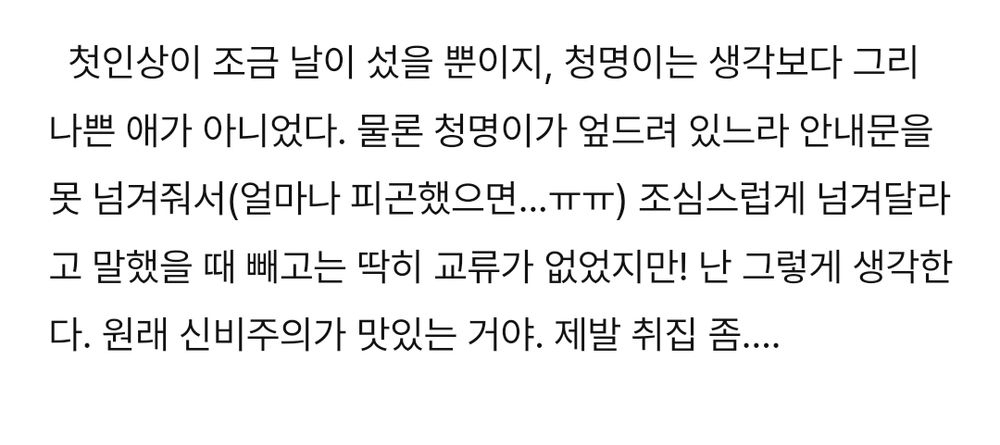 첫인상이 조금 날이 섰을 뿐이지, 청명이는 생각보다 그리
나쁜 애가 아니었다. 물론 청명이가 엎드려 있느라 안내문을
못 넘겨줘서(얼마나 피곤했으면...ㅠㅠ) 조심스럽게 넘겨달라
고 말했을 때 빼고는 딱히 교류가 없었지만! 난 그렇게 생각한
다. 원래 신비주의가 맛있는 거야. 제발 취집 좀....